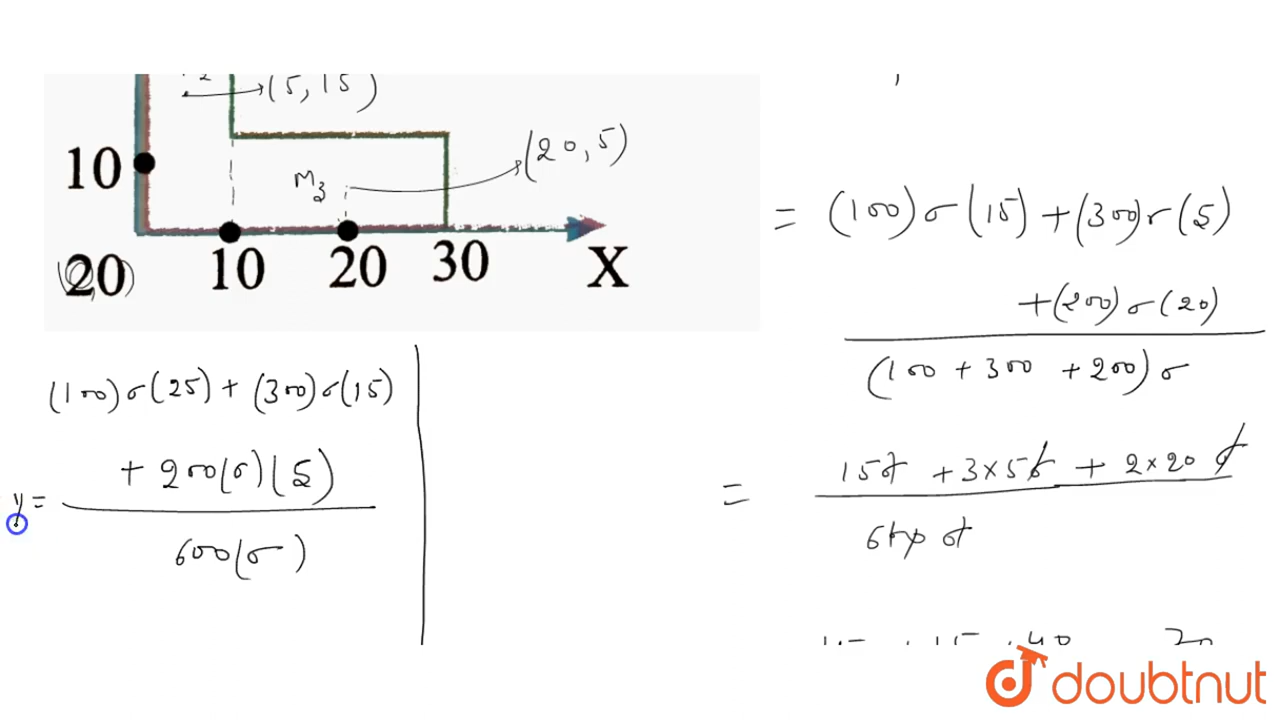 (5, 15)
(20, 5)
10
M3
20
10 20 30 X
= (100)σ(15) + (300)σ(5)
+ (200)σ(20)
(100 + 300 + 200)σ
= 15σ + 3×5σ + 2×20σ
600σ
(100)σ(25) + (300)σ(15)
+ 200(σ)(5)
y =
600(σ)
doubtnut